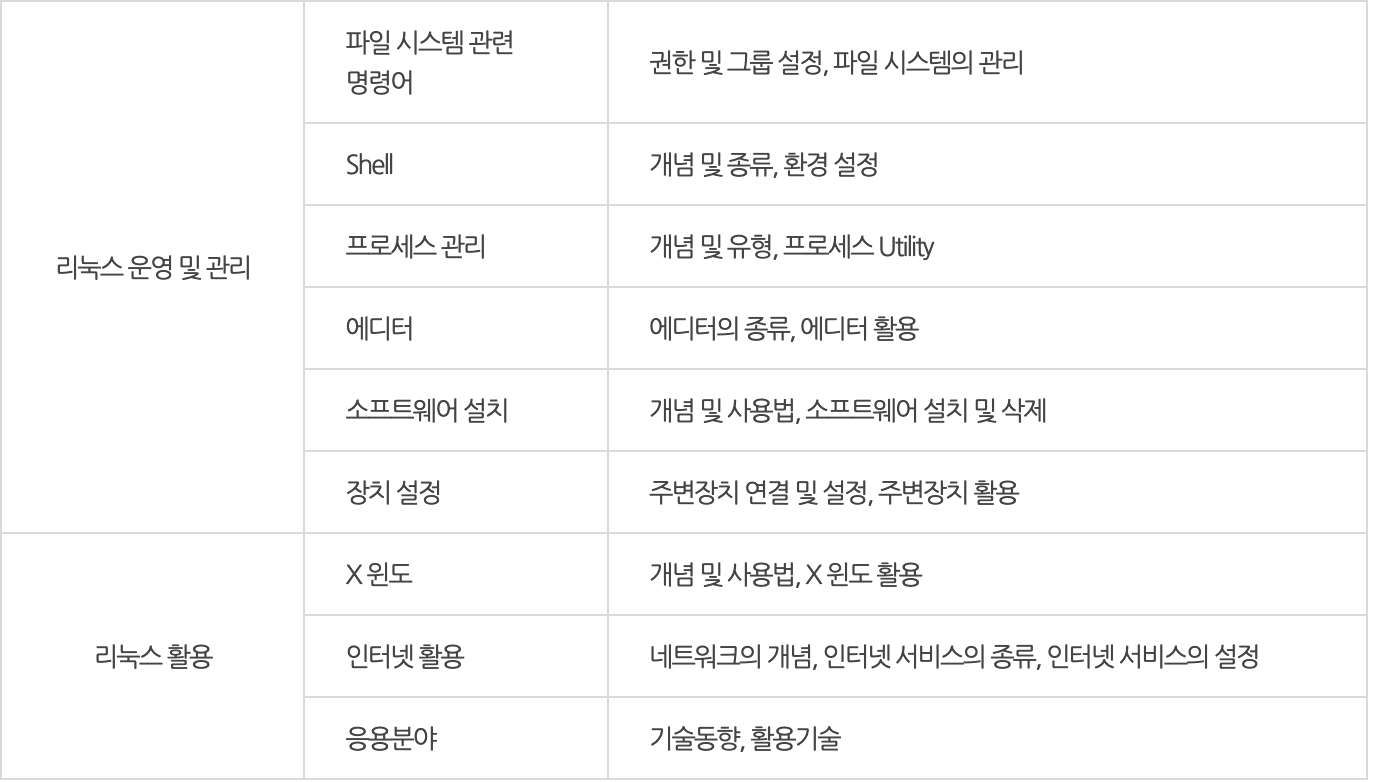 리눅스 운영 및 관리
파일 시스템 관련
명령어
권한 및 그룹 설정, 파일 시스템의 관리
Shell
개념 및 종류, 환경 설정
프로세스 관리
개념 및 유형, 프로세스 Utility
에디터
에디터의 종류, 에디터 활용
소프트웨어 설치
개념 및 사용법, 소프트웨어 설치 및 삭제
장치 설정
주변장치 연결 및 설정, 주변장치 활용
리눅스 활용
X 윈도
개념 및 사용법, X 윈도 활용
인터넷 활용
네트워크의 개념, 인터넷 서비스의 종류, 인터넷 서비스의 설정
응용분야
기술동향, 활용기술